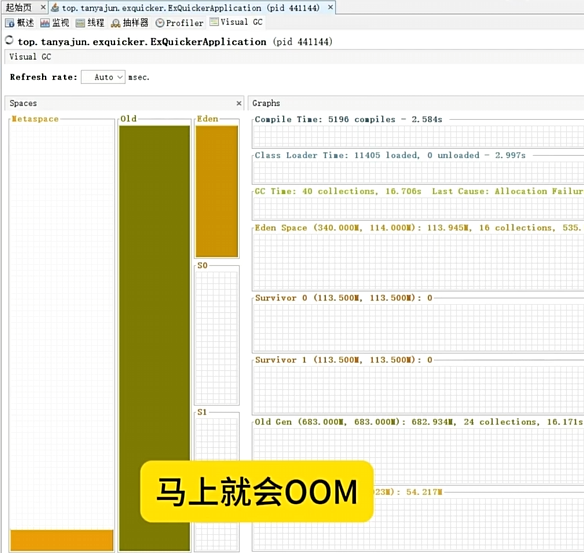 起始页 × top.tanyajun.exquicker.ExQuickerApplication (pid 441144) ×
概述 监视 线程 抽样器 Profiler Visual GC
top.tanyajun.exquicker.ExQuickerApplication (pid 441144)
Visual GC
Refresh rate: Auto msec.
Spaces ×
Metaspace
Old
Eden
S0
S1
Graphs
Compile Time: 5196 compiles - 2.584s
Class Loader Time: 11405 loaded, 0 unloaded - 2.997s
GC Time: 40 collections, 16.706s Last Cause: Allocation Failur
Eden Space (340.000M, 114.000M): 113.945M, 16 collections, 535.
Survivor 0 (113.500M, 113.500M): 0
Survivor 1 (113.500M, 113.500M): 0
Old Gen (683.000M, 683.000M): 682.934M, 24 collections, 16.171s
23M): 54.217M
马上就会OOM